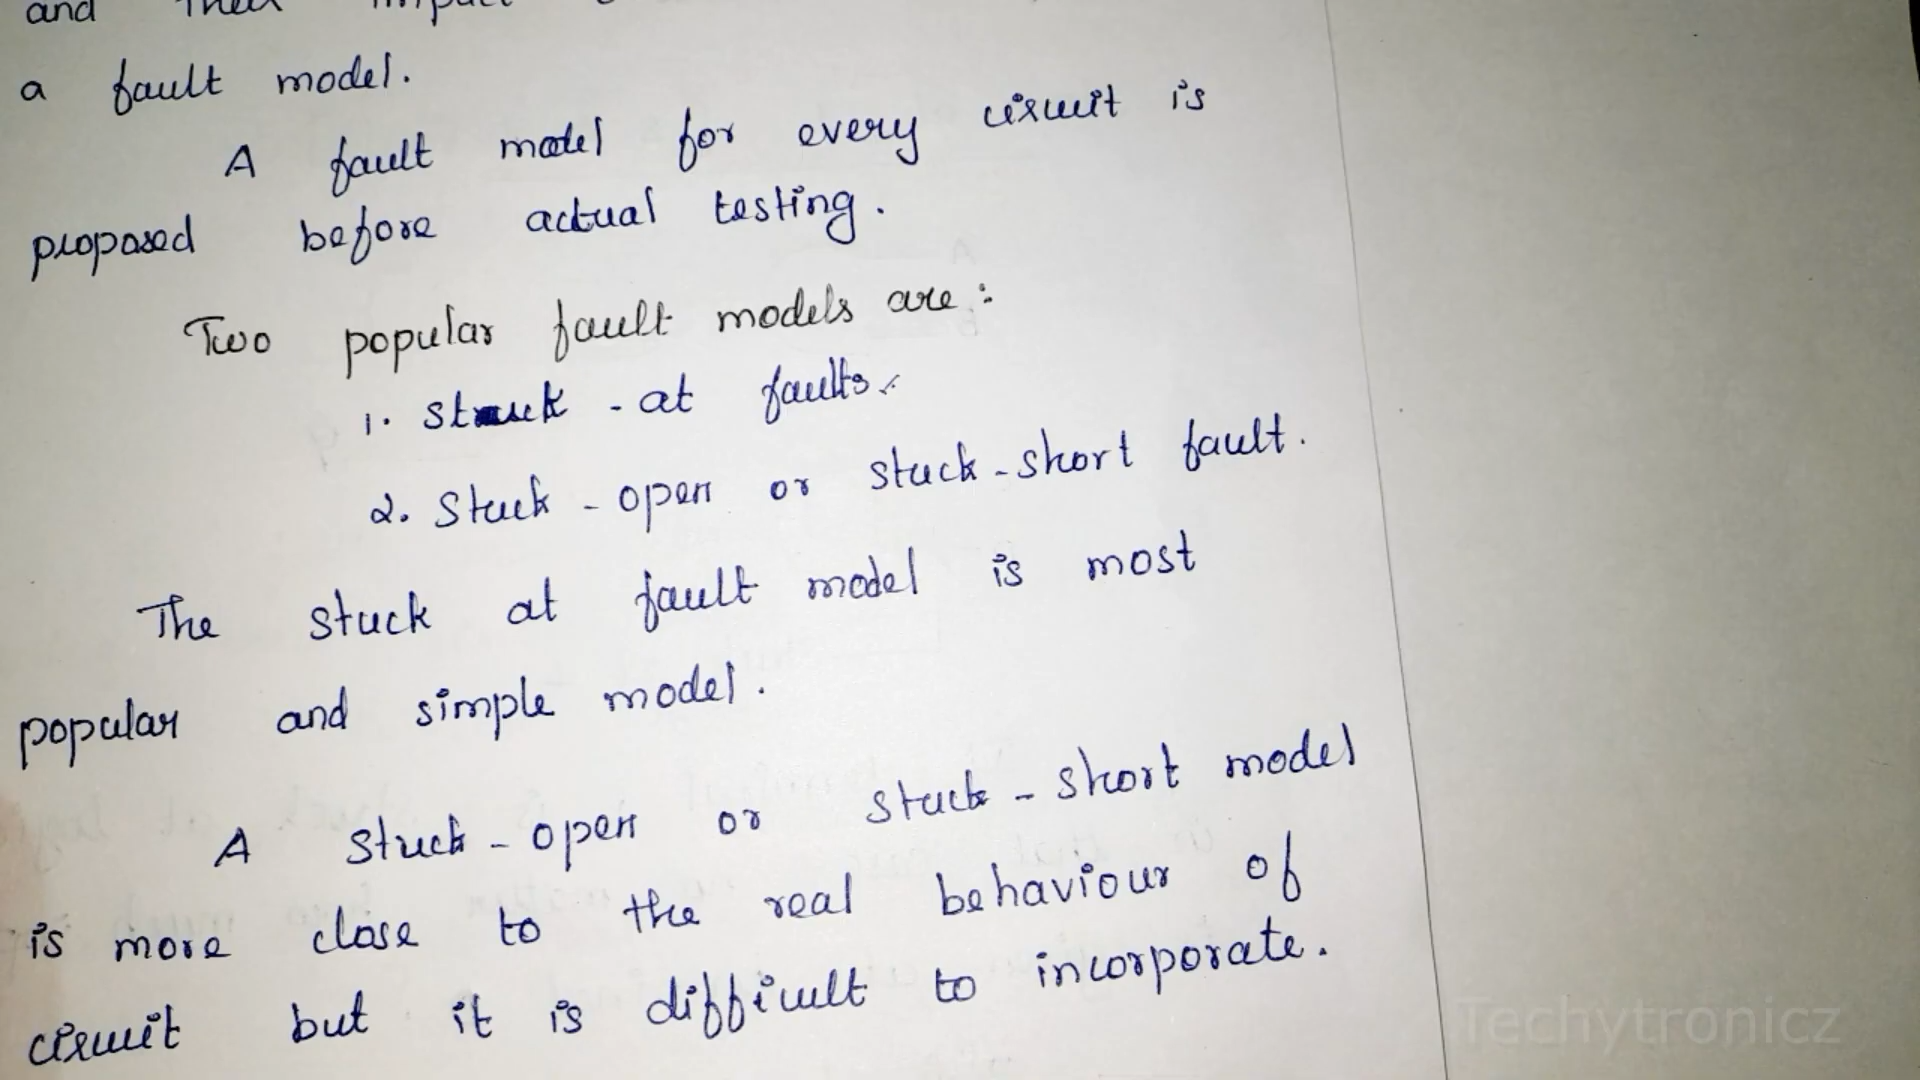 and their impact
a fault model.
A fault model for every circuit is
proposed before actual testing.
Two popular fault models are:
1. Stuck - at faults.
2. Stuck - open or stuck - short fault.
The stuck at fault model is most
popular and simple model.
A stuck - open or stuck - short model
is more close to the real behaviour of
circuit but it is difficult to incorporate.
Techytronicz